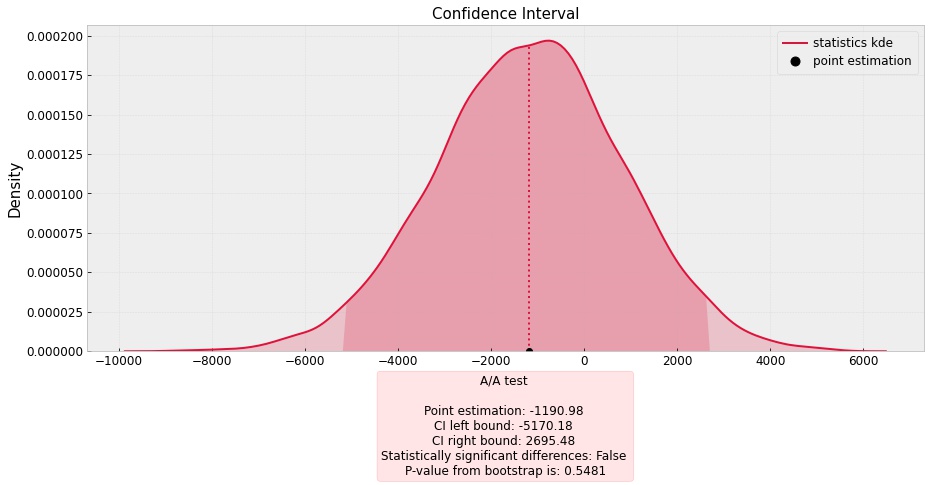 Confidence Interval
statistics kde
point estimation
Density
0.000200
0.000175
0.000150
0.000125
0.000100
0.000075
0.000050
0.000025
0.000000
−10000 −8000 −6000 −4000 −2000 0 2000 4000 6000
A/A test
Point estimation: -1190.98
CI left bound: -5170.18
CI right bound: 2695.48
Statistically significant differences: False
P-value from bootstrap is: 0.5481